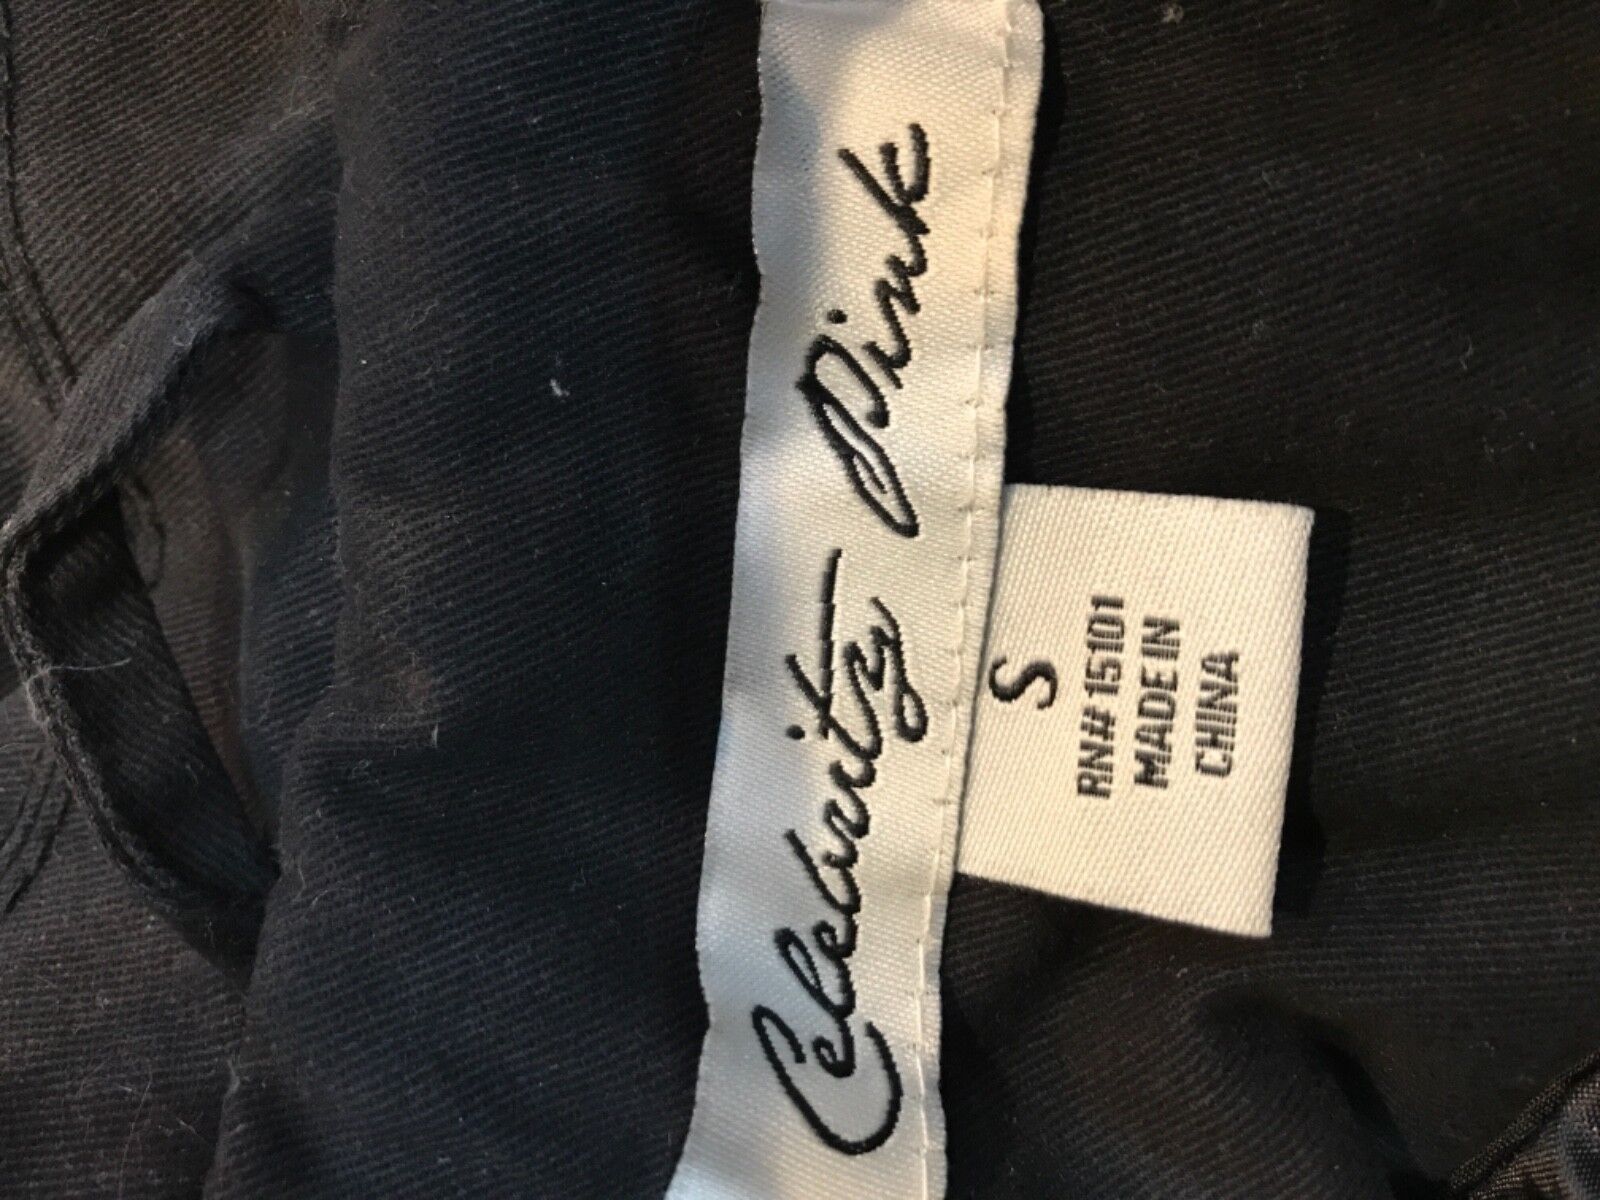 Celebrity Pink
S
RN# 15101
MADE IN
CHINA